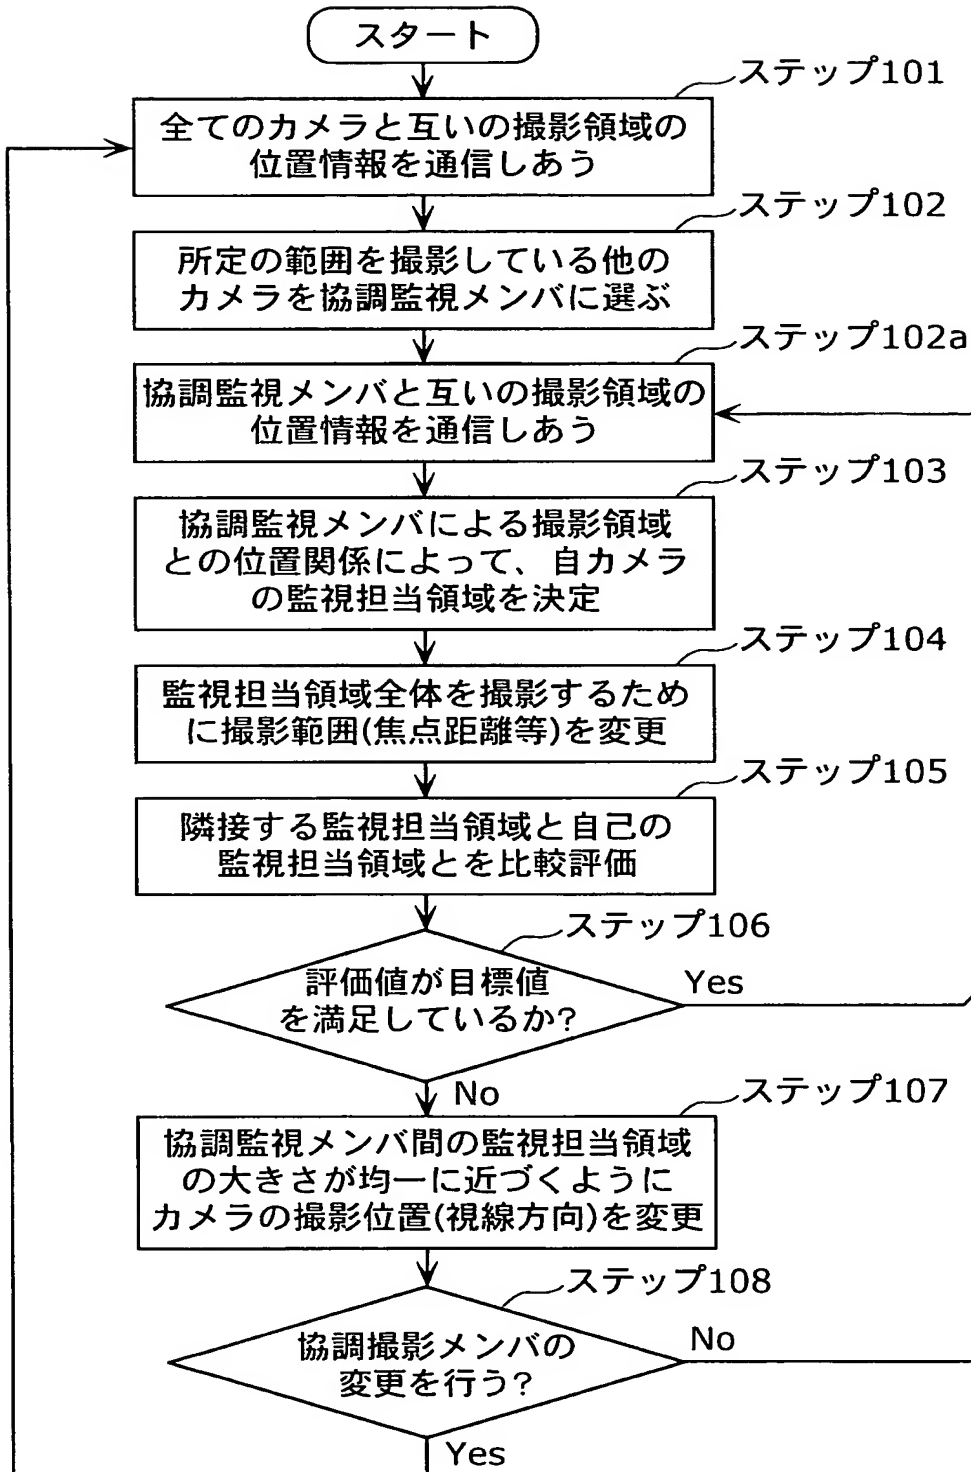 スタート
ステップ101
全てのカメラと互いの撮影領域の
位置情報を通信しあう
ステップ102
所定の範囲を撮影している他の
カメラを協調監視メンバに選ぶ
ステップ102a
協調監視メンバと互いの撮影領域の
位置情報を通信しあう
ステップ103
協調監視メンバによる撮影領域
との位置関係によって、自カメラ
の監視担当領域を決定
ステップ104
監視担当領域全体を撮影するため
に撮影範囲(焦点距離等)を変更
ステップ105
隣接する監視担当領域と自己の
監視担当領域とを比較評価
ステップ106
評価値が目標値
を満足しているか?
Yes
No
ステップ107
協調監視メンバ間の監視担当領域
の大きさが均一に近づくように
カメラの撮影位置(視線方向)を変更
ステップ108
協調撮影メンバの
変更を行う?
No
Yes